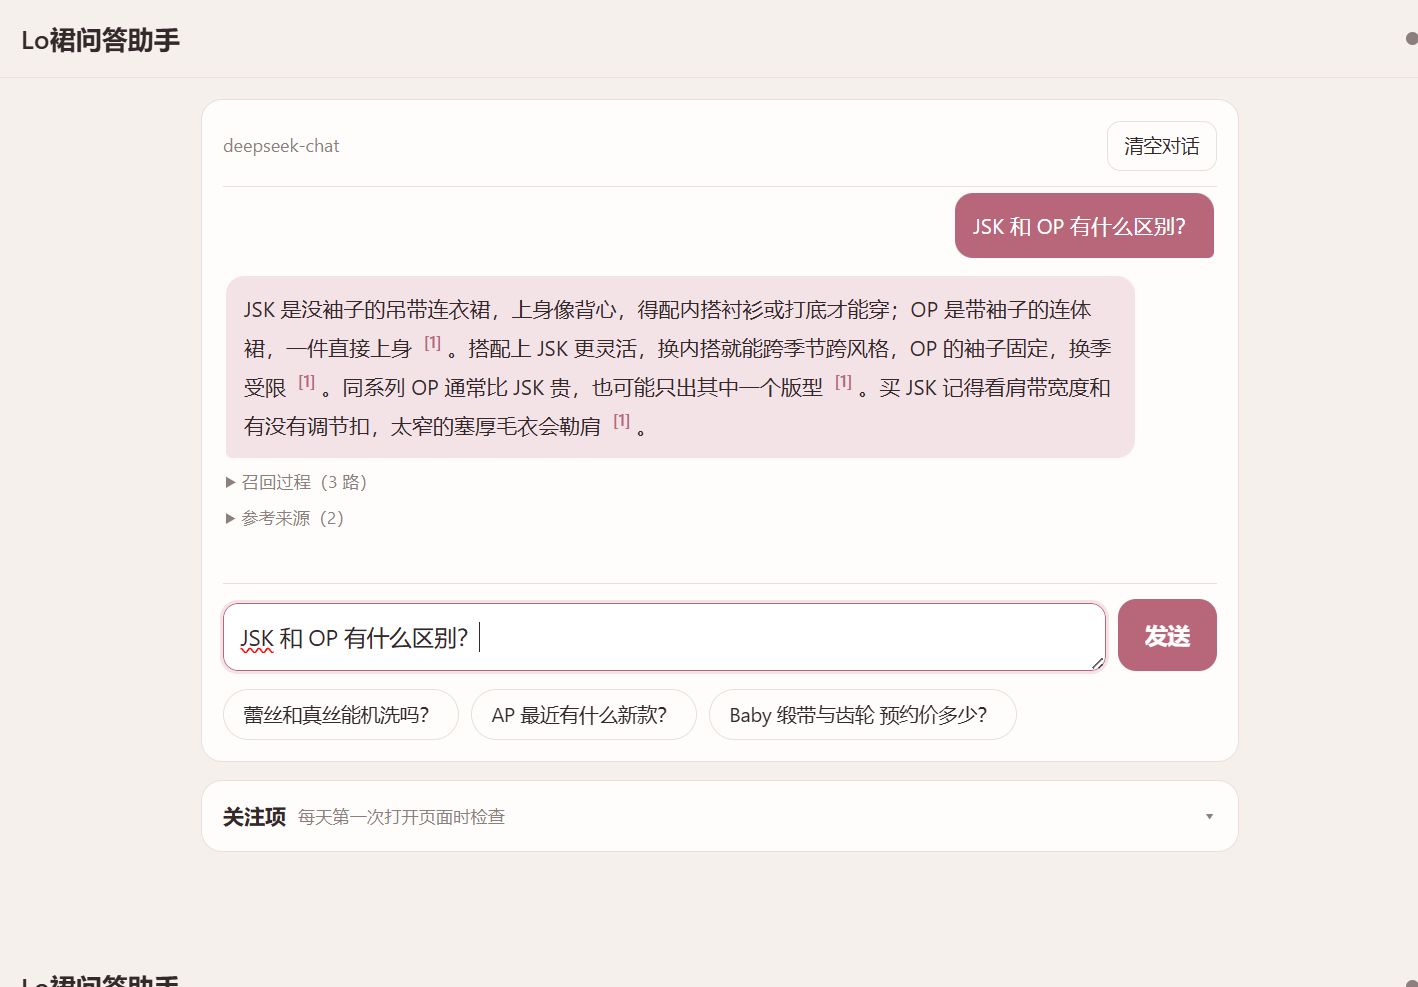 Lo裙问答助手
deepseek-chat
清空对话
JSK 和 OP 有什么区别？
JSK 是没袖子的吊带连衣裙，上身像背心，得配内搭衬衫或打底才能穿；OP 是带袖子的连体
裙，一件直接上身 [1] 。搭配上 JSK 更灵活，换内搭就能跨季节跨风格，OP 的袖子固定，换季
受限 [1] 。同系列 OP 通常比 JSK 贵，也可能只出其中一个版型 [1] 。买 JSK 记得看肩带宽度和
有没有调节扣，太窄的塞厚毛衣会勒肩 [1] 。
▶ 召回过程（3 路）
▶ 参考来源（2）
JSK 和 OP 有什么区别？
发送
蕾丝和真丝能机洗吗？
AP 最近有什么新款？
Baby 缎带与齿轮 预约价多少？
关注项 每天第一次打开页面时检查
Lo裙问答助手